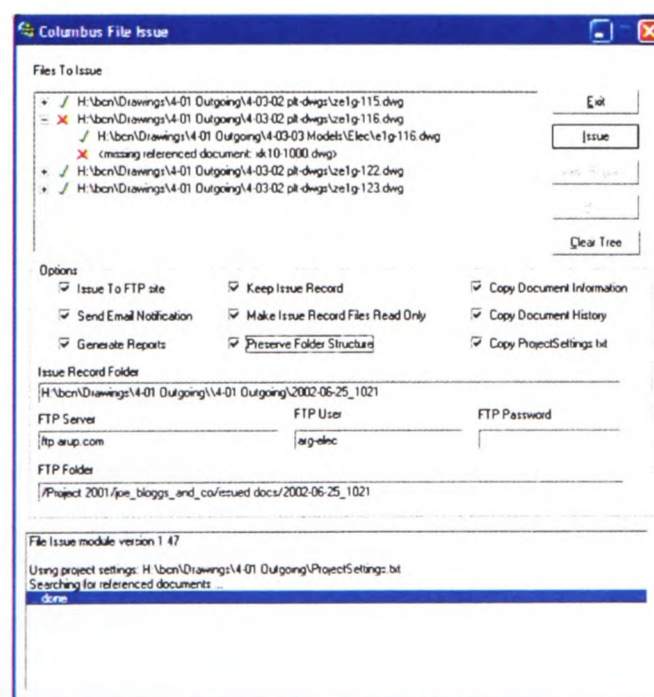 Columbus File Issue
Files To Issue
H:\bcn\Drawings\4-01 Outgoing\4-03-02 plt-dwgs\ze1g-115.dwg
H:\bcn\Drawings\4-01 Outgoing\4-03-02 plt-dwgs\ze1g-116.dwg
H:\bcn\Drawings\4-01 Outgoing\4-03-03 Models\Elec\e1g-116.dwg
<missing referenced document: xk10-1000.dwg>
H:\bcn\Drawings\4-01 Outgoing\4-03-02 plt-dwgs\ze1g-122.dwg
H:\bcn\Drawings\4-01 Outgoing\4-03-02 plt-dwgs\ze1g-123.dwg
Exit
Issue
Clear Tree
Options
Issue To FTP site
Keep Issue Record
Copy Document Information
Send Email Notification
Make Issue Record Files Read Only
Copy Document History
Generate Reports
Preserve Folder Structure
Copy ProjectSettings.txt
Issue Record Folder
H:\bcn\Drawings\4-01 Outgoing\\4-01 Outgoing\2002-06-25_1021
FTP Server
FTP User
FTP Password
ftp.arup.com
arg-elec
FTP Folder
/Project 2001/joe_bloggs_and_co/issued docs/2002-06-25_1021
File Issue module version 1.47
Using project settings: H:\bcn\Drawings\4-01 Outgoing\ProjectSettings.txt
Searching for referenced documents ...
done